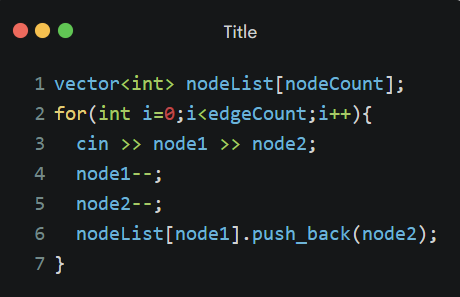 Title
1 vector<int> nodeList[nodeCount];
2 for(int i=0;i<edgeCount;i++){
3   cin >> node1 >> node2;
4   node1--;
5   node2--;
6   nodeList[node1].push_back(node2);
7 }